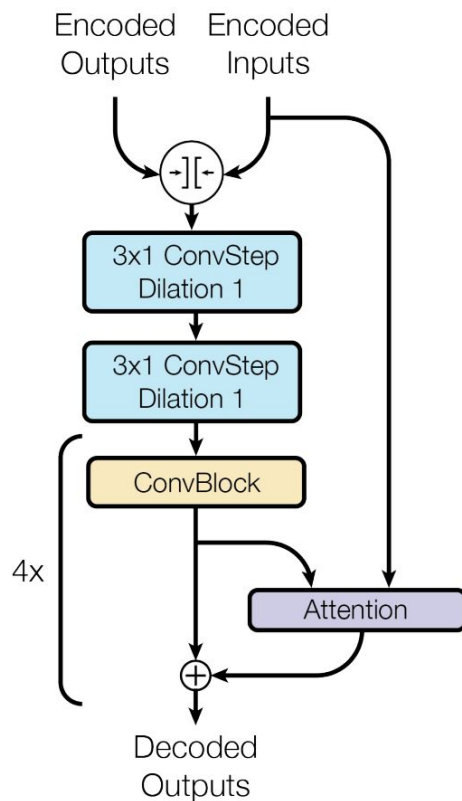 Encoded
Outputs
Encoded
Inputs
3x1 ConvStep
Dilation 1
3x1 ConvStep
Dilation 1
ConvBlock
4x
Attention
Decoded
Outputs